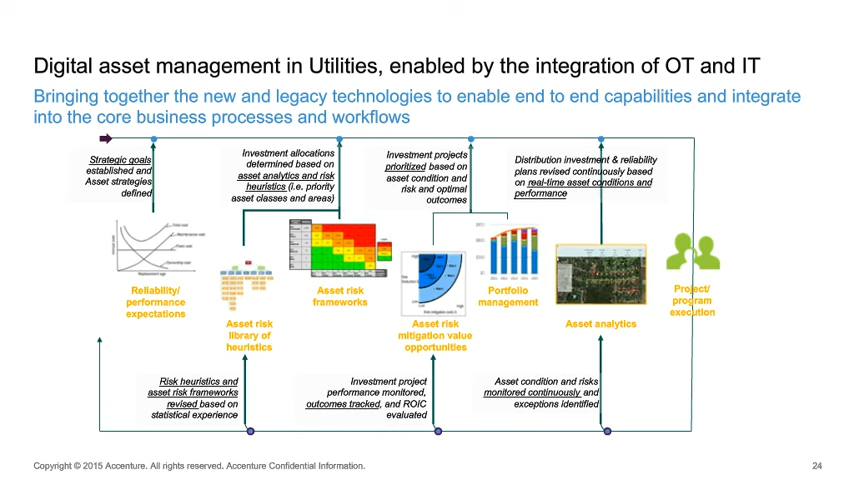 Digital asset management in Utilities, enabled by the integration of OT and IT
Bringing together the new and legacy technologies to enable end to end capabilities and integrate
into the core business processes and workflows
Strategic goals
established and
Asset strategies
defined
Investment allocations
determined based on
asset analytics and risk
heuristics (i.e. priority
asset classes and areas)
Investment projects
prioritized based on
asset condition and
risk and optimal
outcomes
Distribution investment & reliability
plans revised continuously based
on real-time asset conditions and
performance
Reliability/
performance
expectations
Asset risk
library of
heuristics
Asset risk
frameworks
Asset risk
mitigation value
opportunities
Portfolio
management
Asset analytics
Project/
program
execution
Risk heuristics and
asset risk frameworks
revised based on
statistical experience
Investment project
performance monitored,
outcomes tracked, and ROIC
evaluated
Asset condition and risks
monitored continuously and
exceptions identified
Copyright © 2015 Accenture. All rights reserved. Accenture Confidential Information.
24